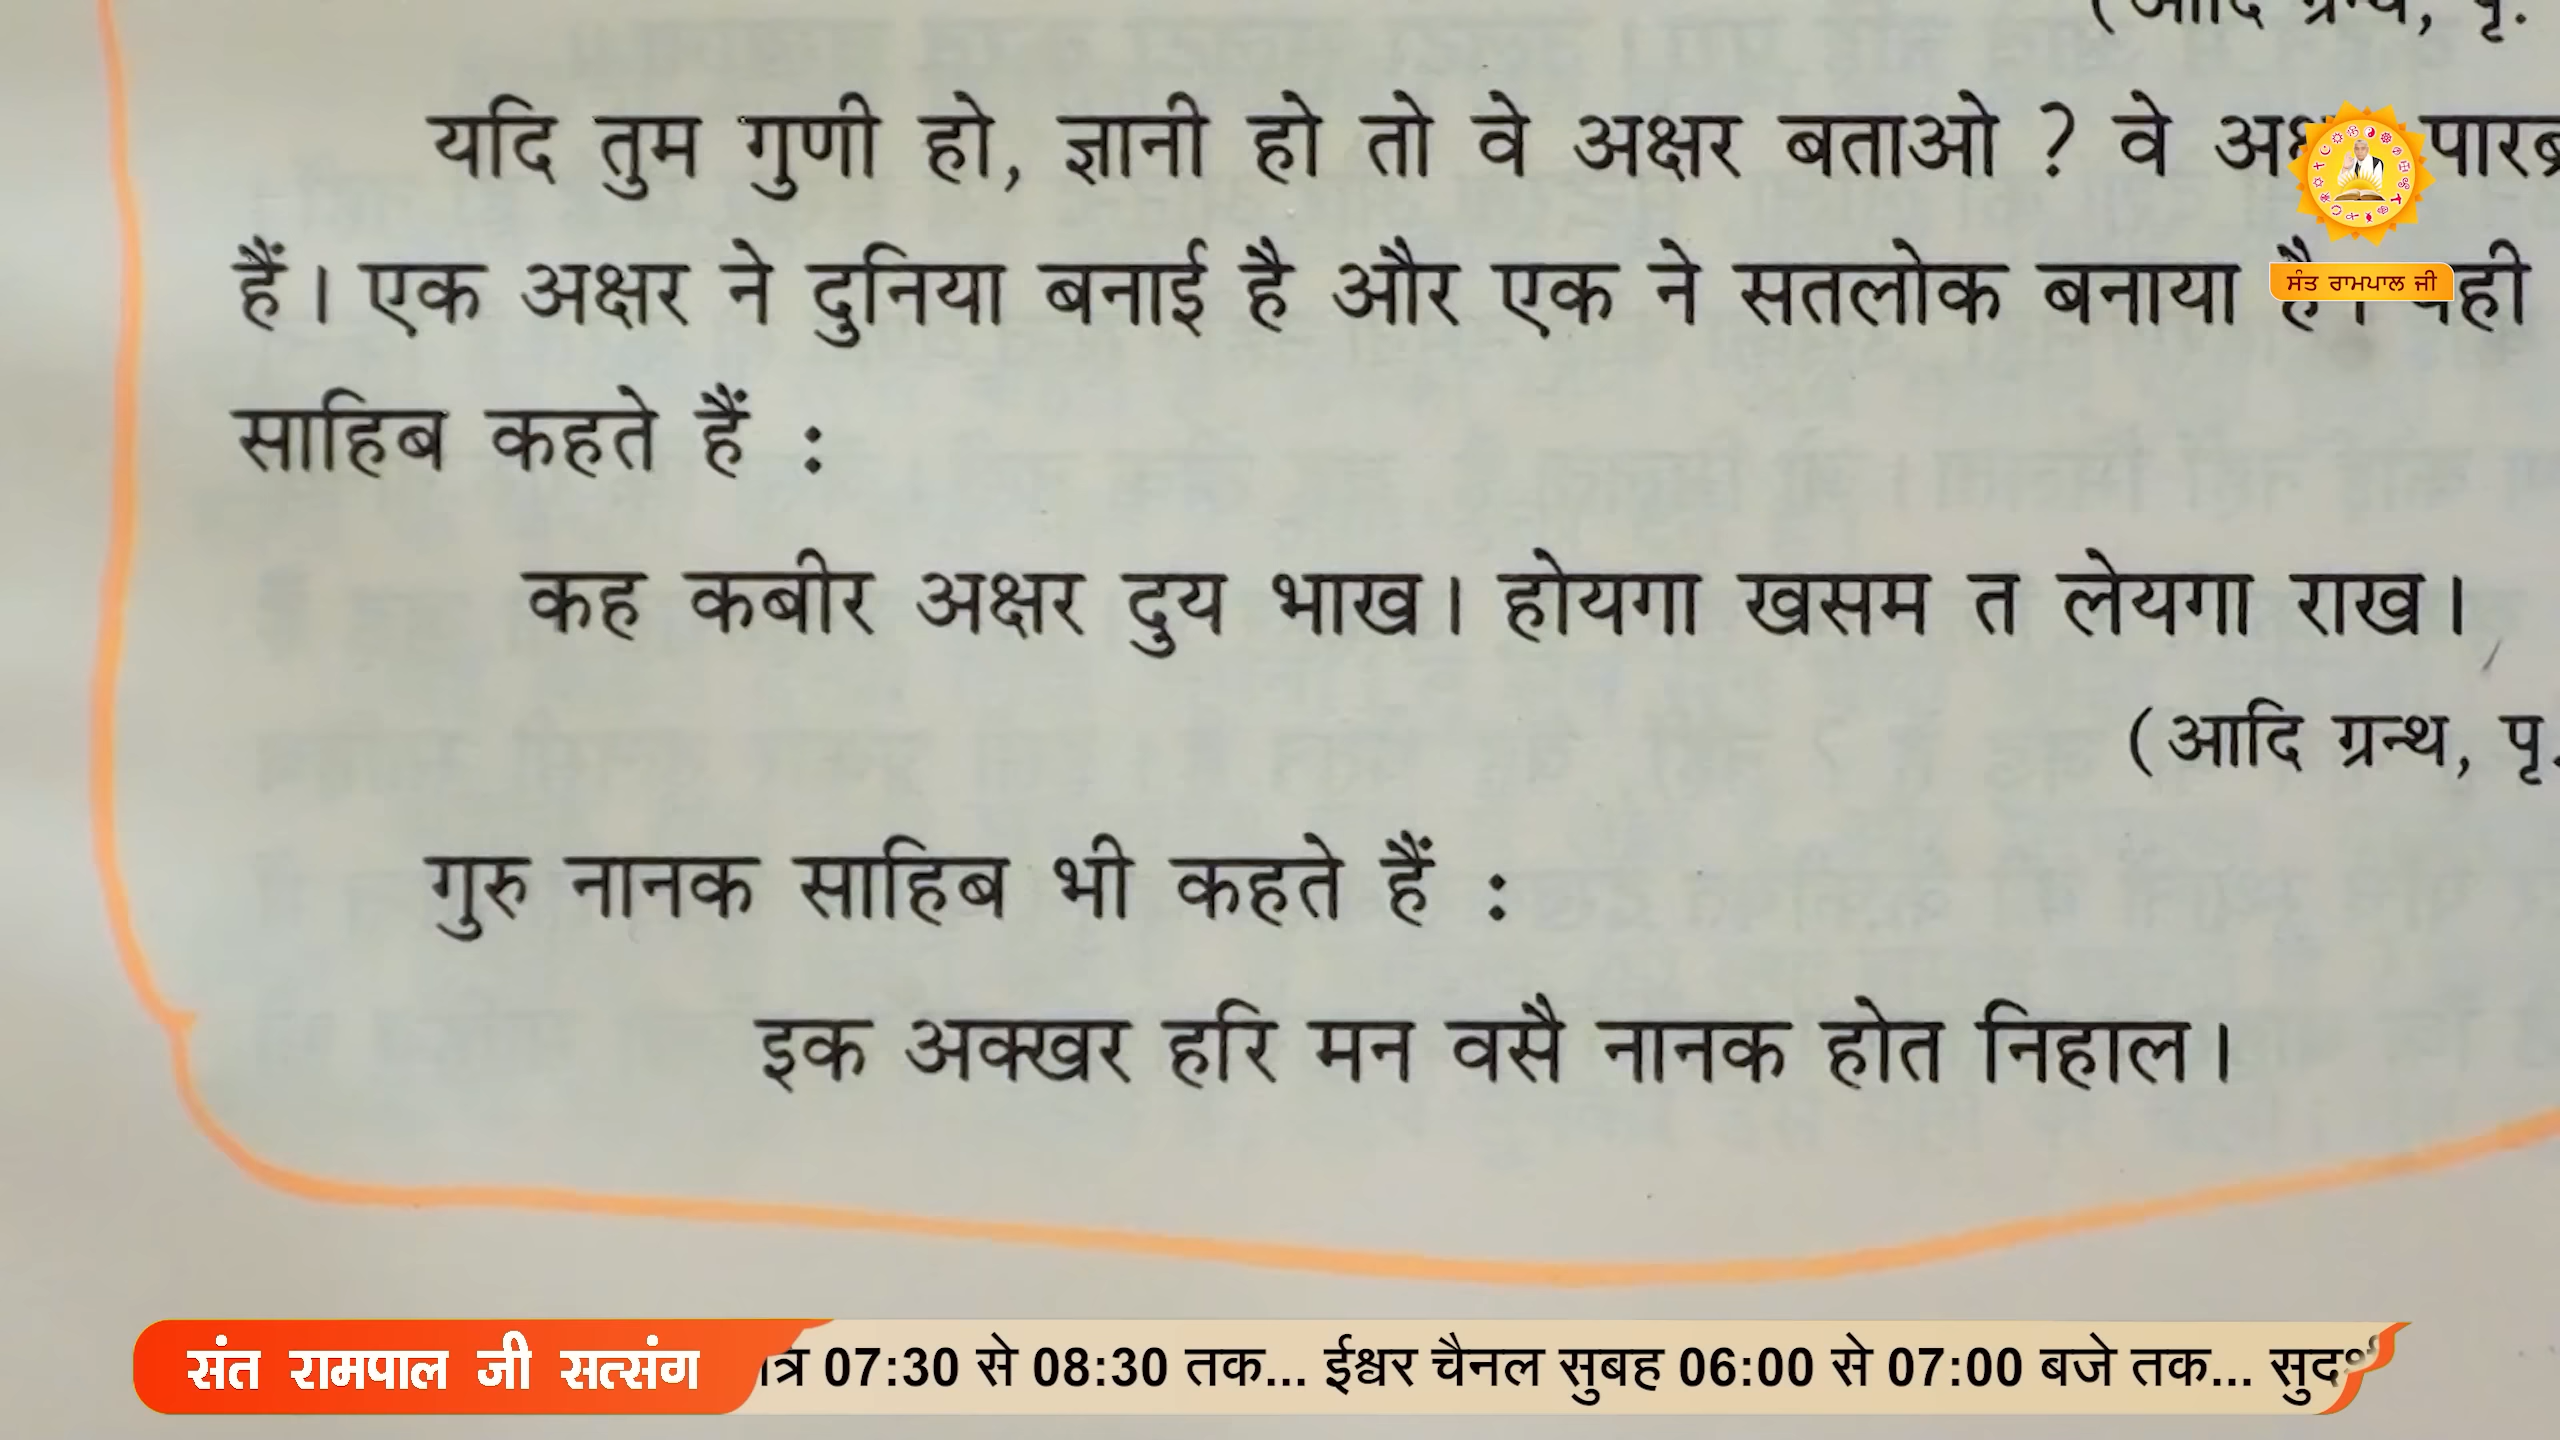 (आदि ग्रन्थ, पृ.
यदि तुम गुणी हो, ज्ञानी हो तो वे अक्षर बताओ ? वे
हैं। एक अक्षर ने दुनिया बनाई है और एक ने सतलोक बनाया है।
ਸੰਤ ਰਾਮਪਾਲ ਜੀ
साहिब कहते हैं :
कह कबीर अक्षर दुय भाख। होयगा खसम त लेयगा राख।
(आदि ग्रन्थ, पृ.
गुरु नानक साहिब भी कहते हैं :
इक अक्खर हरि मन वसै नानक होत निहाल।
संत रामपाल जी सत्संग 07:30 से 08:30 तक... ईश्वर चैनल सुबह 06:00 से 07:00 बजे तक...